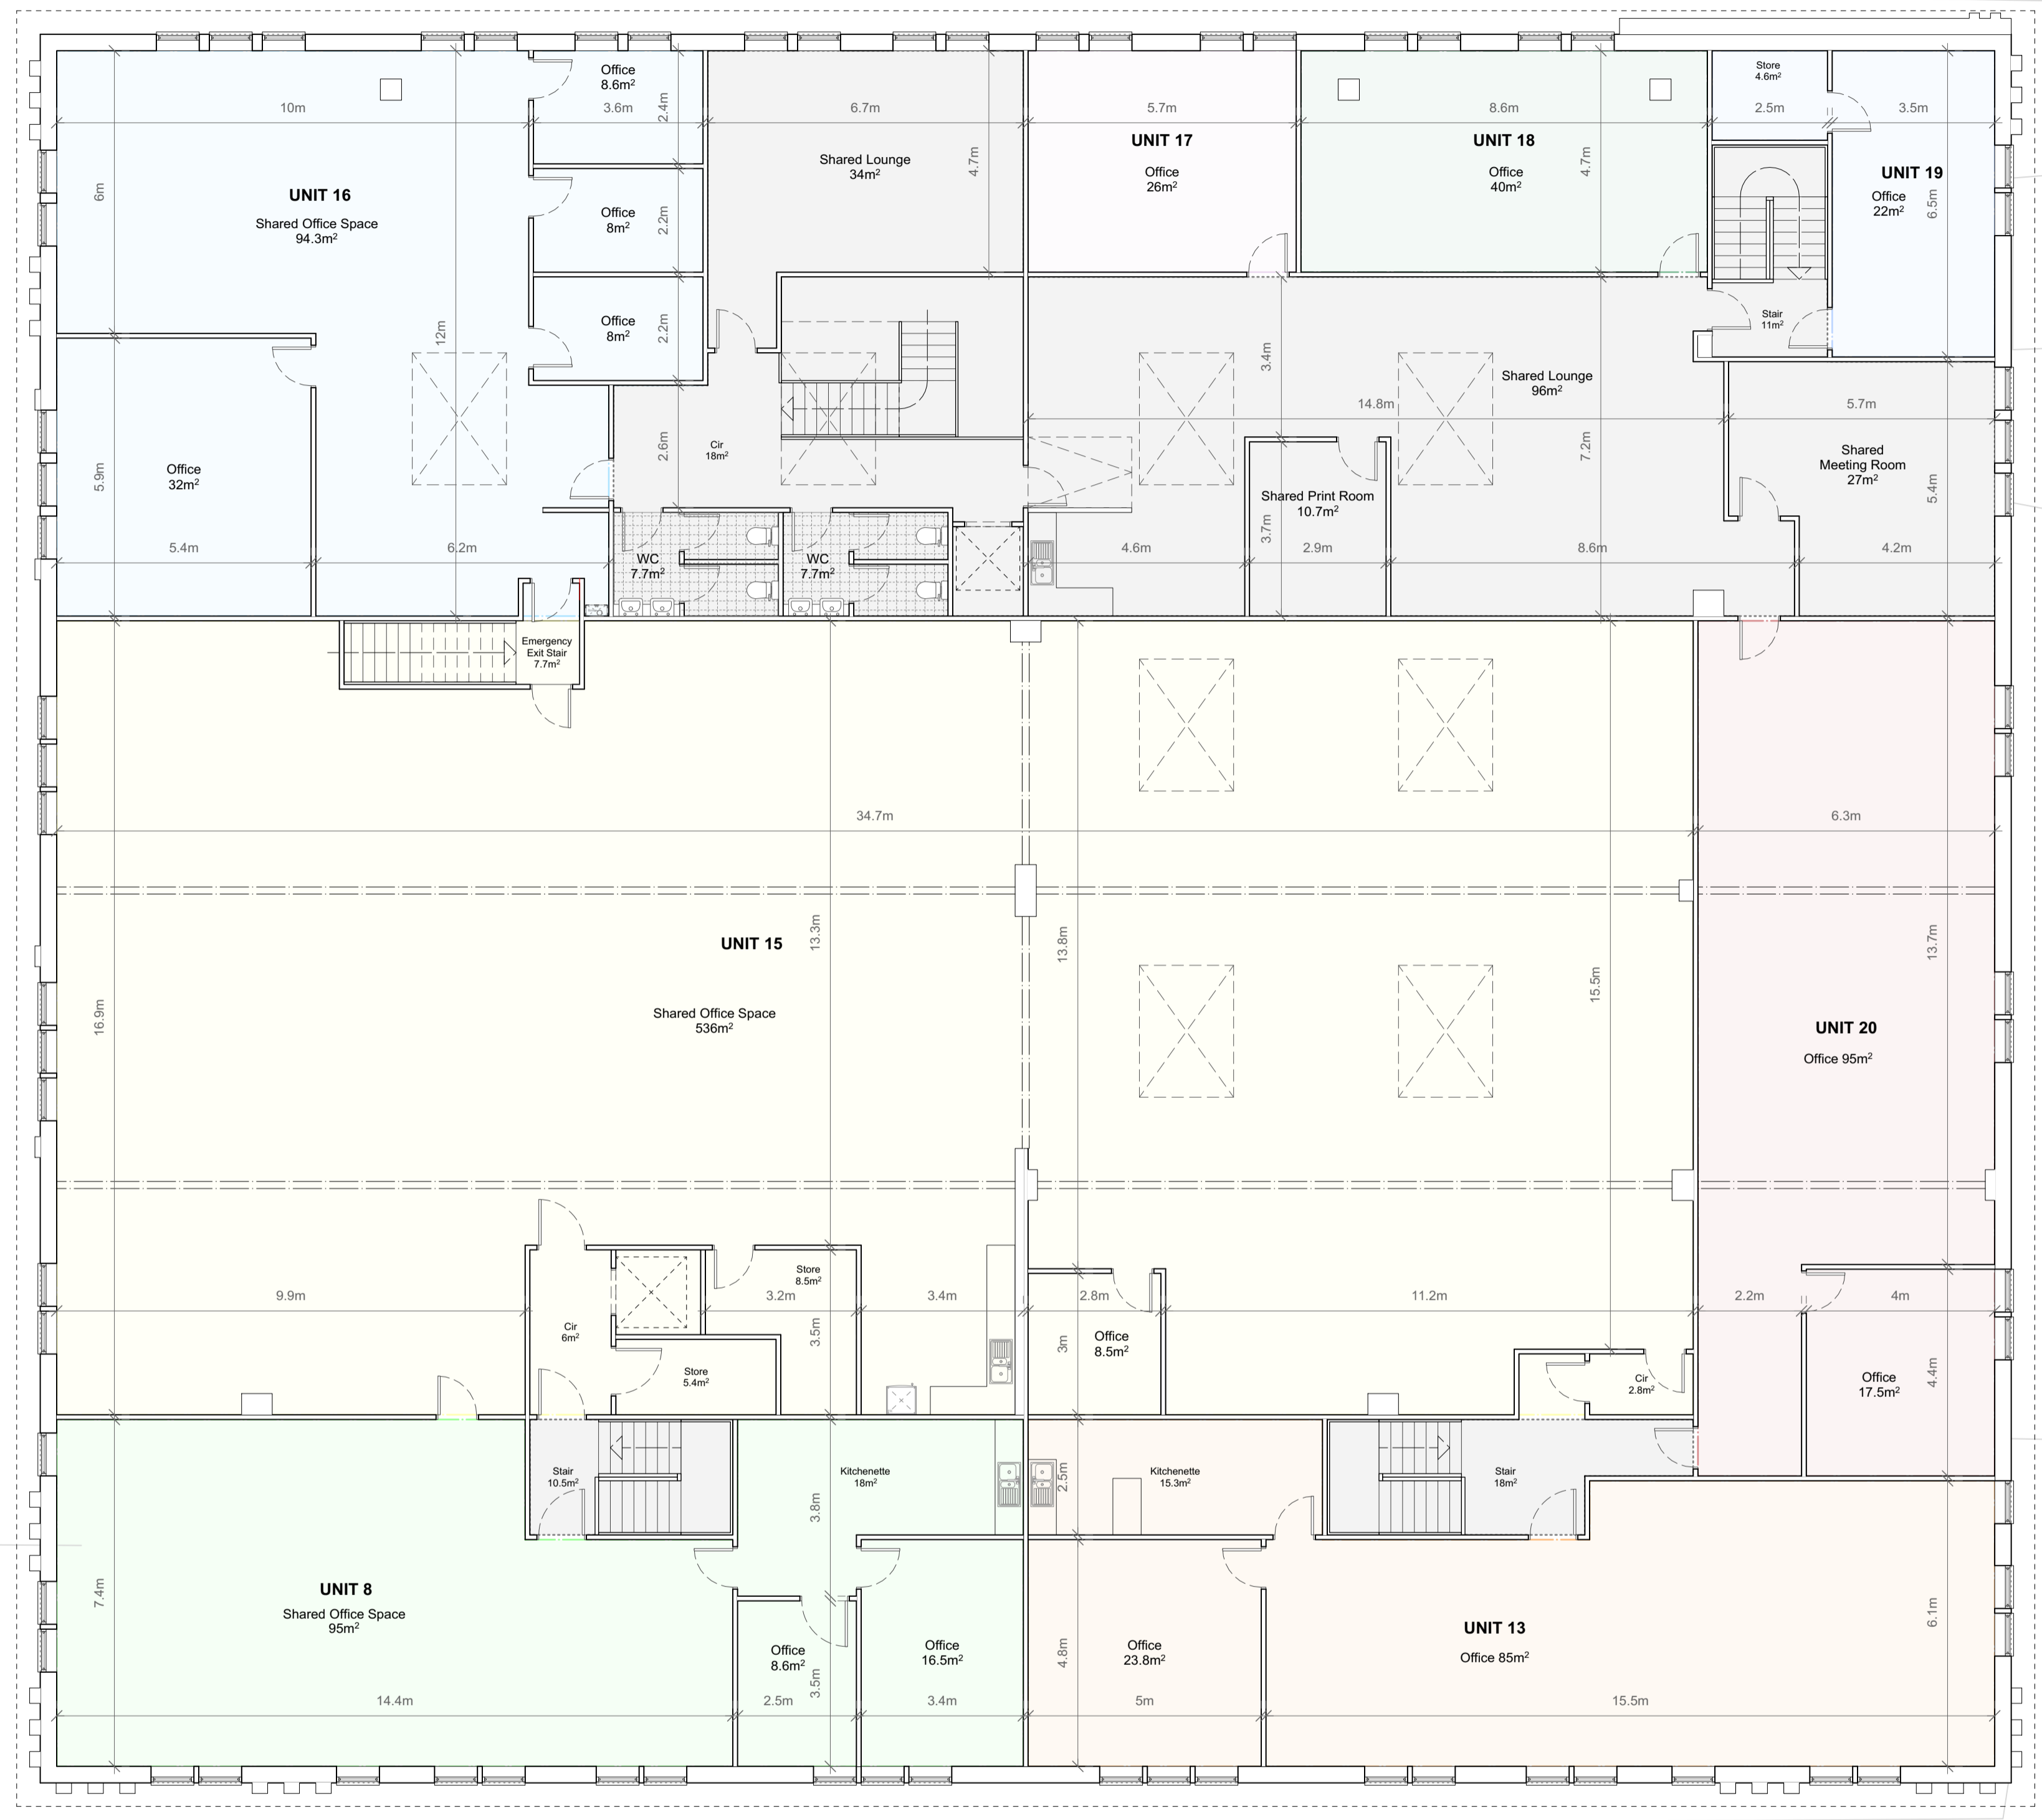 Office
8.6m²
Store
4.6m²
10m
3.6m
2.4m
6.7m
5.7m
8.6m
2.5m
3.5m
UNIT 17
Office
26m²
UNIT 18
Office
40m²
Shared Lounge
34m²
4.7m
4.7m
UNIT 19
Office
22m²
6.5m
6m
UNIT 16
Shared Office Space
94.3m²
Office
8m²
2.2m
Office
8m²
2.2m
12m
Stair
11m²
3.4m
Shared Lounge
96m²
14.8m
5.7m
Cir
18m²
2.6m
7.2m
Shared
Meeting Room
27m²
5.4m
Office
32m²
5.9m
Shared Print Room
10.7m²
3.7m
5.4m
6.2m
WC
7.7m²
WC
7.7m²
4.6m
2.9m
8.6m
4.2m
Emergency
Exit Stair
7.7m²
34.7m
6.3m
UNIT 15
13.3m
13.8m
13.7m
15.5m
16.9m
Shared Office Space
536m²
UNIT 20
Office 95m²
Store
8.5m²
9.9m
3.2m
3.4m
2.8m
11.2m
2.2m
4m
Cir
6m²
3.5m
3m
Office
8.5m²
Store
5.4m²
Cir
2.8m²
Office
17.5m²
4.4m
Stair
10.5m²
Kitchenette
18m²
2.5m
Kitchenette
15.3m²
Stair
18m²
3.8m
7.4m
UNIT 8
Shared Office Space
95m²
Office
8.6m²
3.5m
Office
16.5m²
4.8m
Office
23.8m²
UNIT 13
Office 85m²
6.1m
14.4m
2.5m
3.4m
5m
15.5m